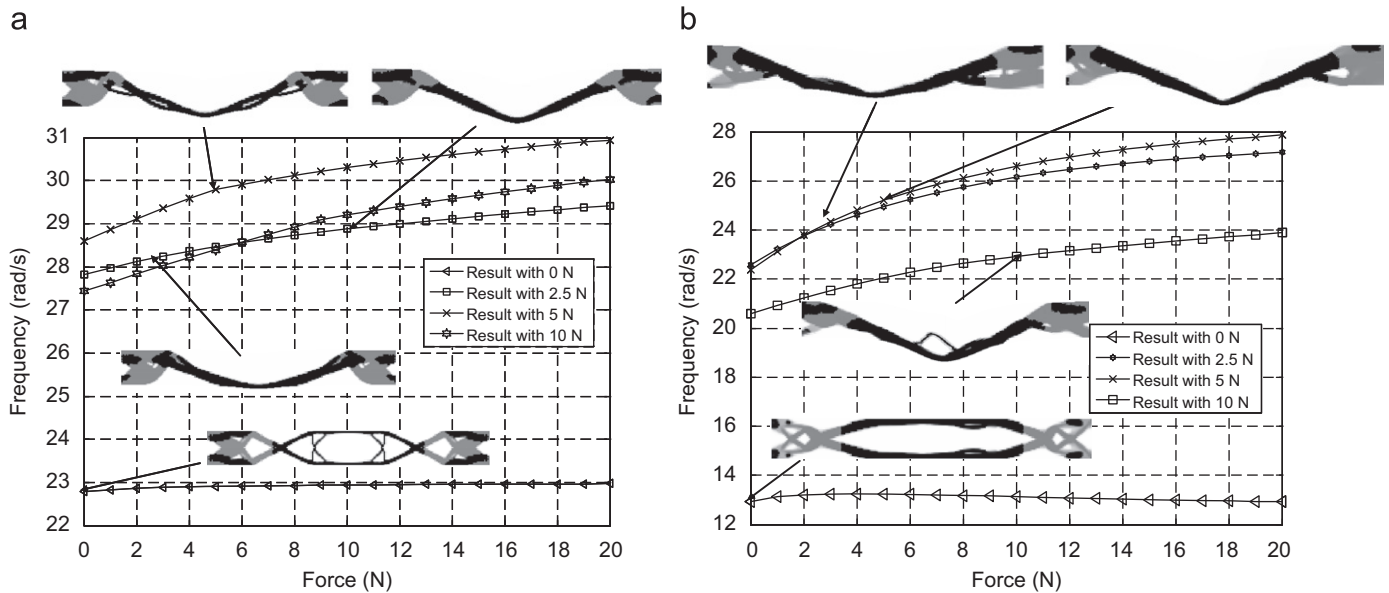 a
31
30
29
28
27
26
25
24
23
22
Frequency (rad/s)
0 2 4 6 8 10 12 14 16 18 20
Force (N)
Result with 0 N
Result with 2.5 N
Result with 5 N
Result with 10 N
b
28
26
24
22
20
18
16
14
12
Frequency (rad/s)
0 2 4 6 8 10 12 14 16 18 20
Force (N)
Result with 0 N
Result with 2.5 N
Result with 5 N
Result with 10 N